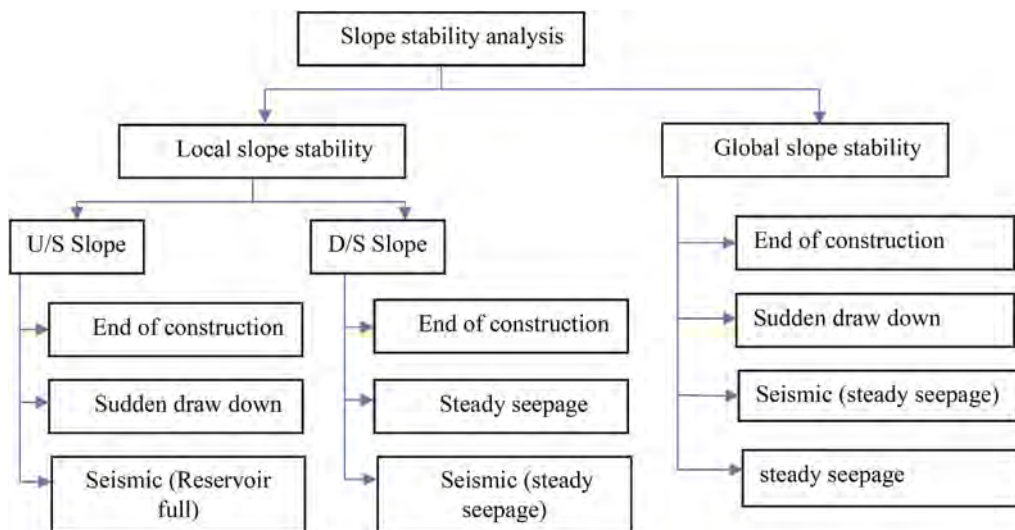 Slope stability analysis
Local slope stability
Global slope stability
U/S Slope
D/S Slope
End of construction
Sudden draw down
Seismic (Reservoir
full)
End of construction
Steady seepage
Seismic (steady
seepage)
End of construction
Sudden draw down
Seismic (steady seepage)
steady seepage